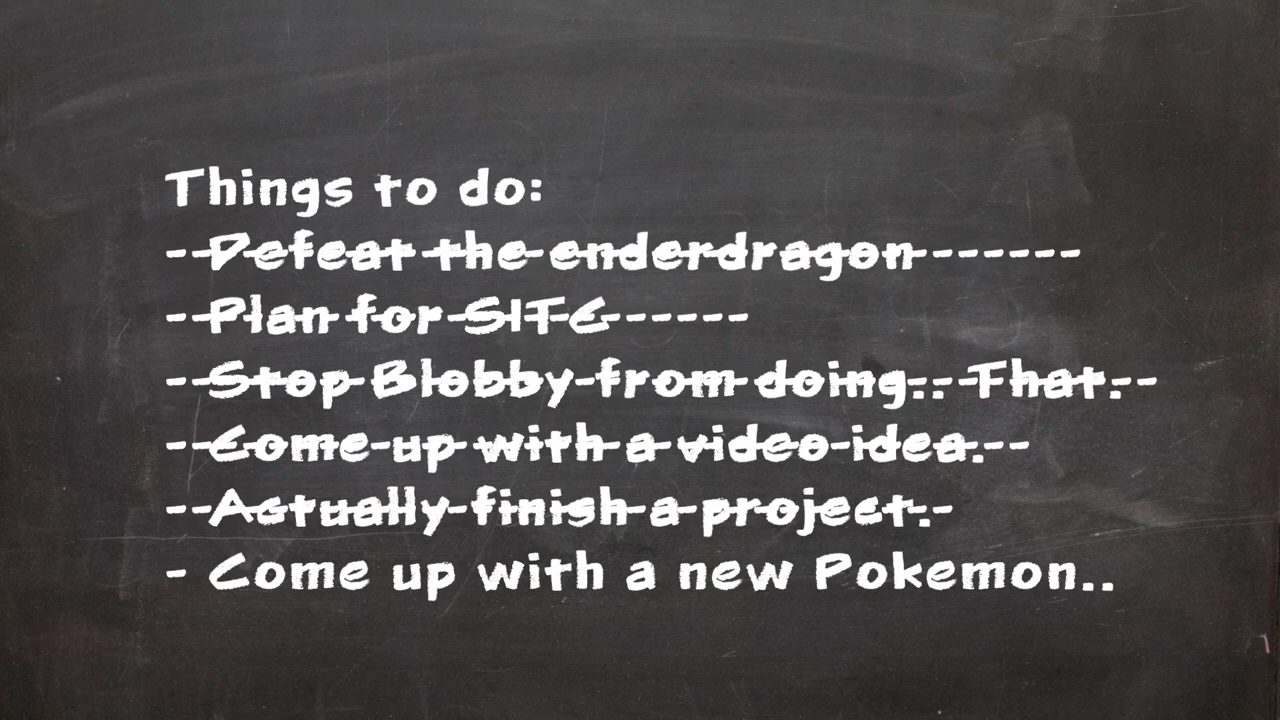 Things to do:
- Defeat the enderdragon
- Plan for SITC
- Stop Blobby from doing.. That.
- Come up with a video idea.
- Actually finish a project.
- Come up with a new Pokemon..